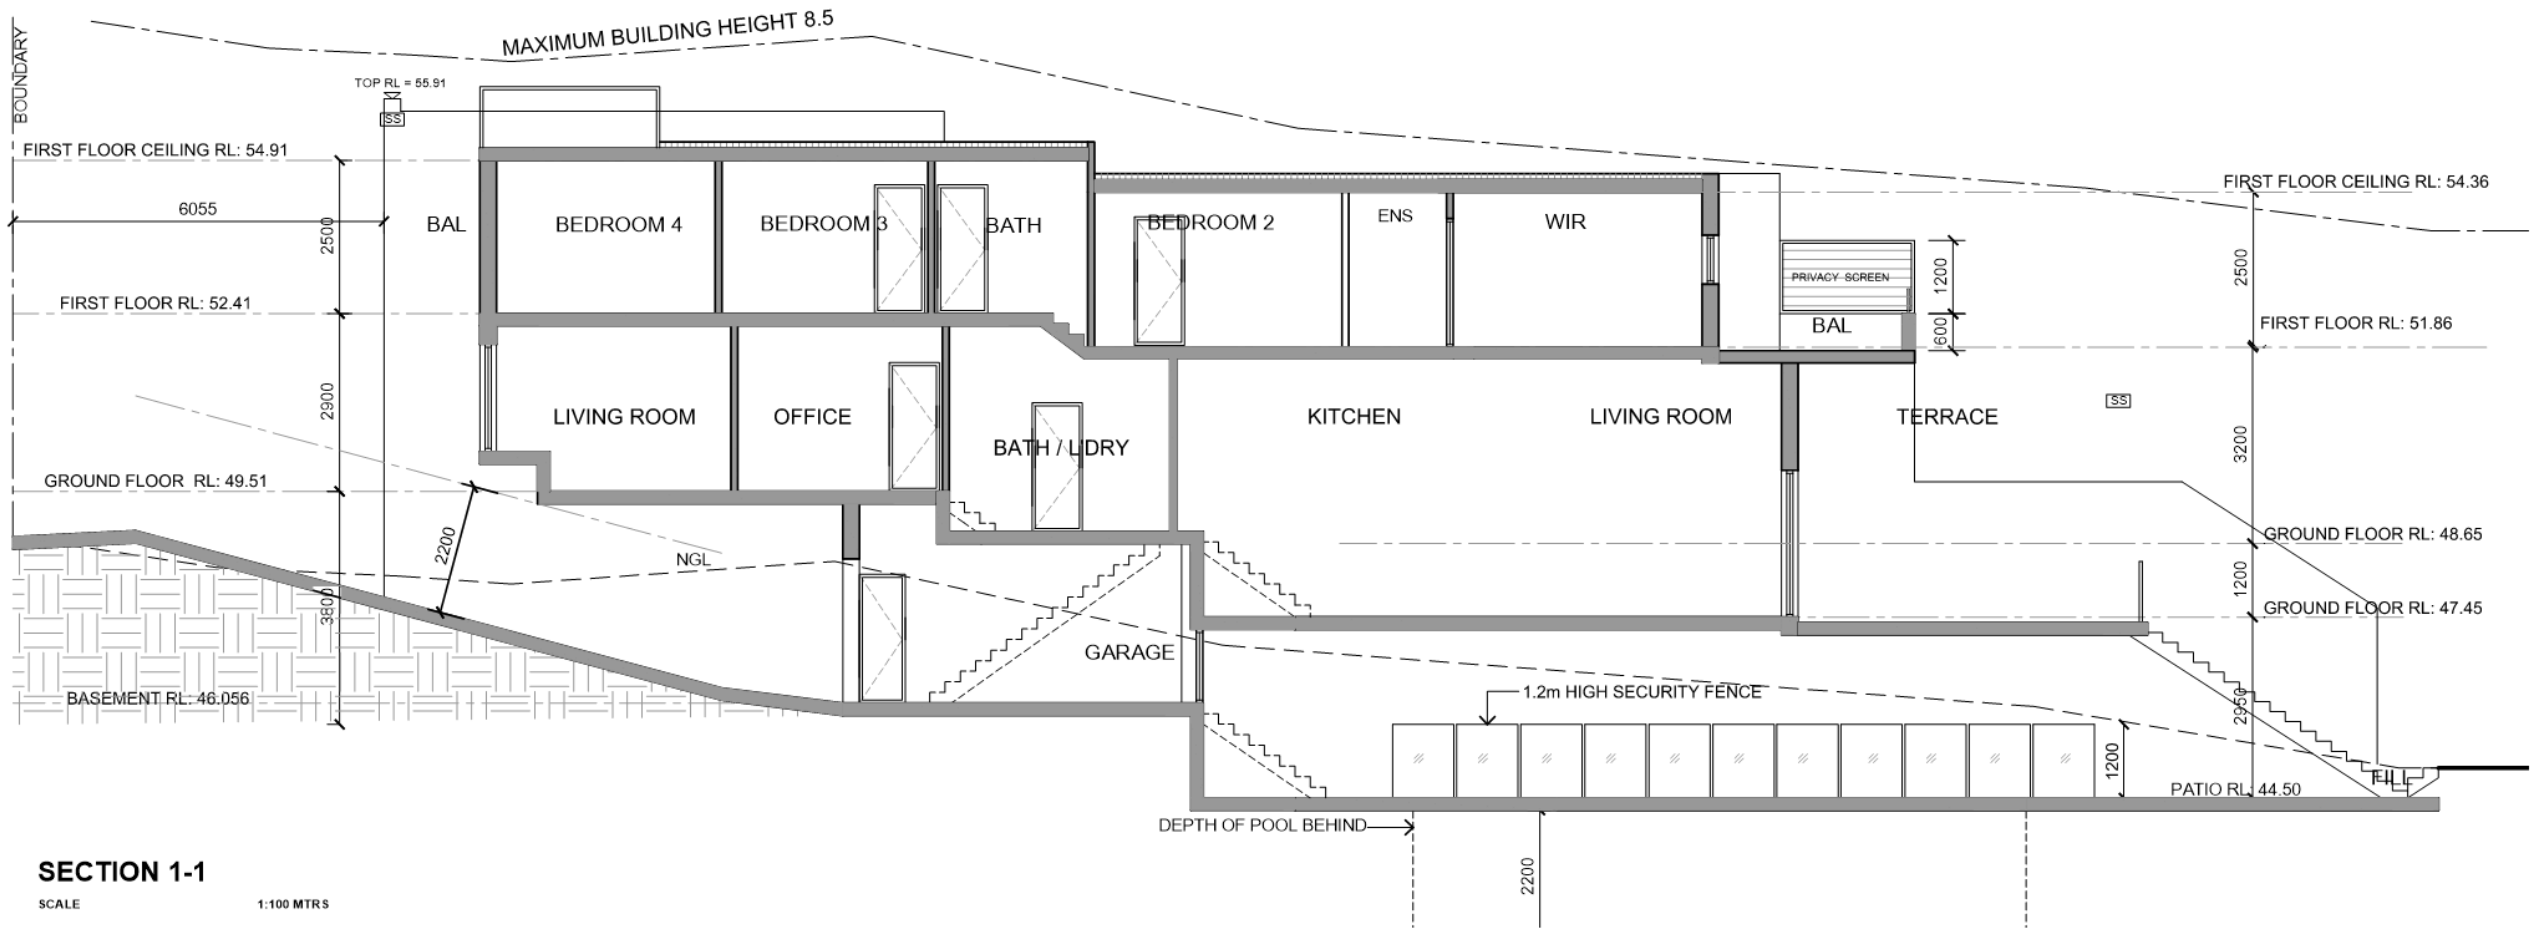 MAXIMUM BUILDING HEIGHT 8.5
BOUNDARY
TOP RL = 55.91
SS
FIRST FLOOR CEILING RL: 54.91
FIRST FLOOR CEILING RL: 54.36
6055
2500
BAL
BEDROOM 4
BEDROOM 3
BATH
BEDROOM 2
ENS
WIR
PRIVACY SCREEN
1200
2500
FIRST FLOOR RL: 52.41
BAL
600
FIRST FLOOR RL: 51.86
2900
LIVING ROOM
OFFICE
BATH / L'DRY
KITCHEN
LIVING ROOM
TERRACE
SS
3200
GROUND FLOOR RL: 49.51
2200
NGL
GROUND FLOOR RL: 48.65
3800
1200
GROUND FLOOR RL: 47.45
GARAGE
BASEMENT RL: 46.056
1.2m HIGH SECURITY FENCE
2950
1200
PATIO RL: 44.50
DEPTH OF POOL BEHIND
2200
SECTION 1-1
SCALE 1:100 MTRS